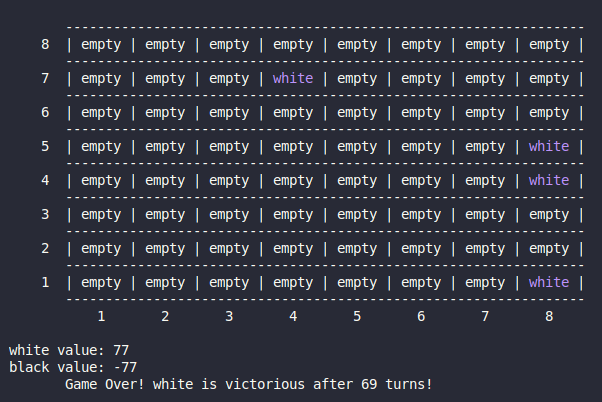 -----------------------------------------------------------------
8 | empty | empty | empty | empty | empty | empty | empty | empty |
-----------------------------------------------------------------
7 | empty | empty | empty | white | empty | empty | empty | empty |
-----------------------------------------------------------------
6 | empty | empty | empty | empty | empty | empty | empty | empty |
-----------------------------------------------------------------
5 | empty | empty | empty | empty | empty | empty | empty | white |
-----------------------------------------------------------------
4 | empty | empty | empty | empty | empty | empty | empty | white |
-----------------------------------------------------------------
3 | empty | empty | empty | empty | empty | empty | empty | empty |
-----------------------------------------------------------------
2 | empty | empty | empty | empty | empty | empty | empty | empty |
-----------------------------------------------------------------
1 | empty | empty | empty | empty | empty | empty | empty | white |
-----------------------------------------------------------------
1 2 3 4 5 6 7 8
white value: 77
black value: -77
Game Over! white is victorious after 69 turns!